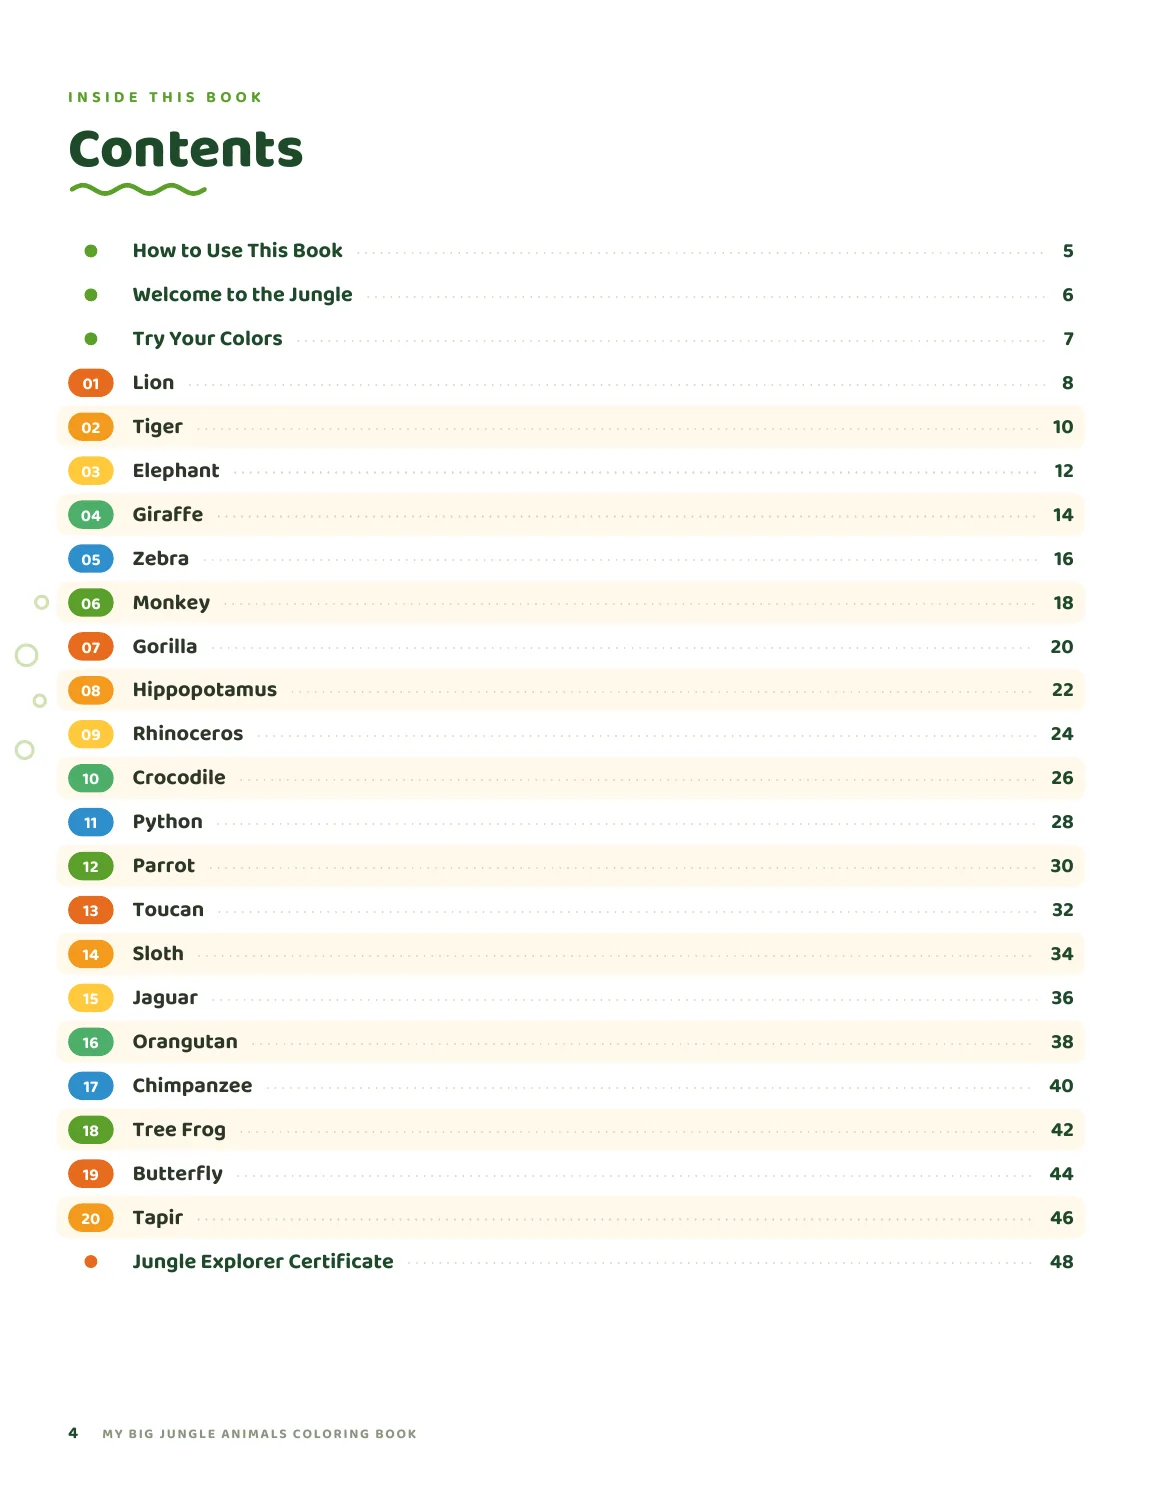 INSIDE THIS BOOK
Contents
How to Use This Book 5
Welcome to the Jungle 6
Try Your Colors 7
01 Lion 8
02 Tiger 10
03 Elephant 12
04 Giraffe 14
05 Zebra 16
06 Monkey 18
07 Gorilla 20
08 Hippopotamus 22
09 Rhinoceros 24
10 Crocodile 26
11 Python 28
12 Parrot 30
13 Toucan 32
14 Sloth 34
15 Jaguar 36
16 Orangutan 38
17 Chimpanzee 40
18 Tree Frog 42
19 Butterfly 44
20 Tapir 46
Jungle Explorer Certificate 48
4 MY BIG JUNGLE ANIMALS COLORING BOOK